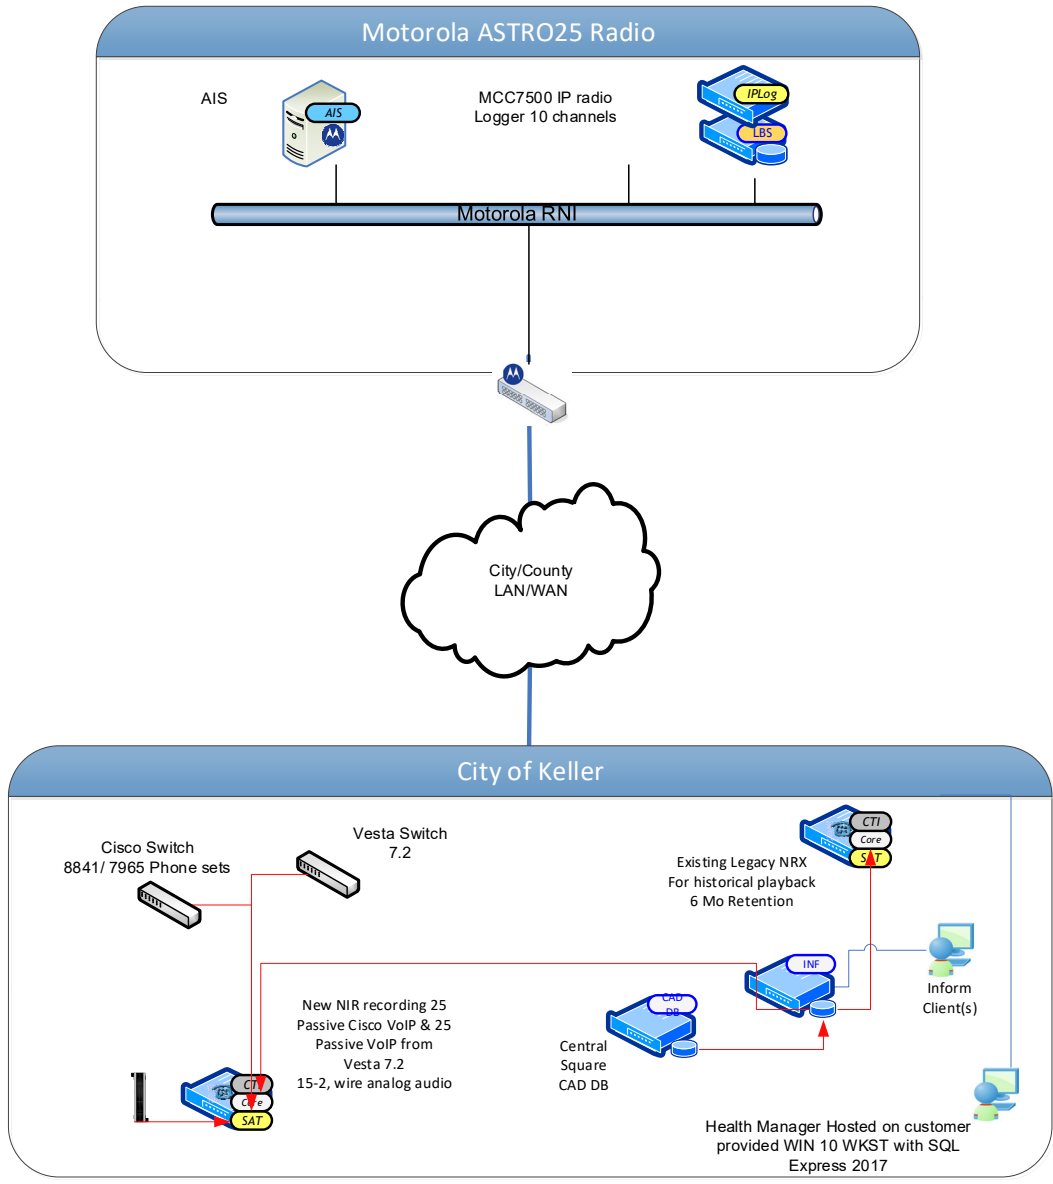 Motorola ASTRO25 Radio
AIS
AIS
MCC7500 IP radio
Logger 10 channels
IPLog
LBS
Motorola RNI
City/County
LAN/WAN
City of Keller
Cisco Switch
8841/ 7965 Phone sets
Vesta Switch
7.2
CTI
Core
SAT
Existing Legacy NRX
For historical playback
6 Mo Retention
INF
Inform
Client(s)
CAD
DB
Central
Square
CAD DB
New NIR recording 25
Passive Cisco VoIP & 25
Passive VoIP from
Vesta 7.2
15-2, wire analog audio
CTI
Core
SAT
Health Manager Hosted on customer
provided WIN 10 WKST with SQL
Express 2017